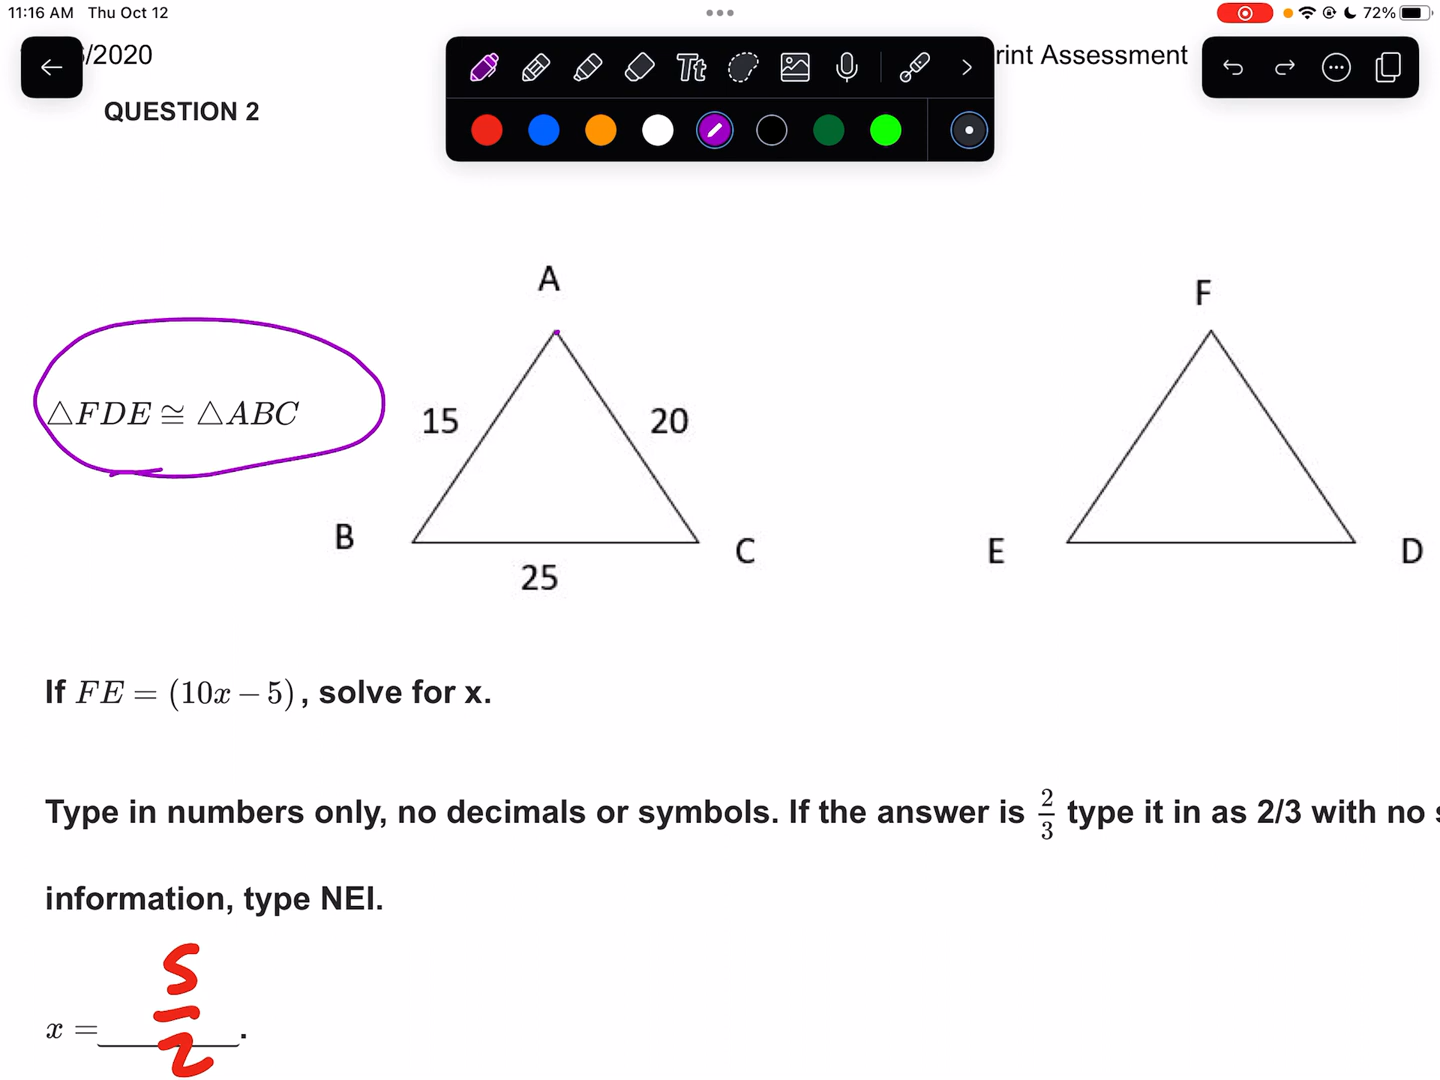 11:16 AM Thu Oct 12
72%
/2020
Tt
rint Assessment
QUESTION 2
A
F
△FDE ≅ △ABC
15
20
B
C
E
D
25
If FE = (10x − 5), solve for x.
Type in numbers only, no decimals or symbols. If the answer is 2/3 type it in as 2/3 with no
information, type NEI.
x = 5/2.